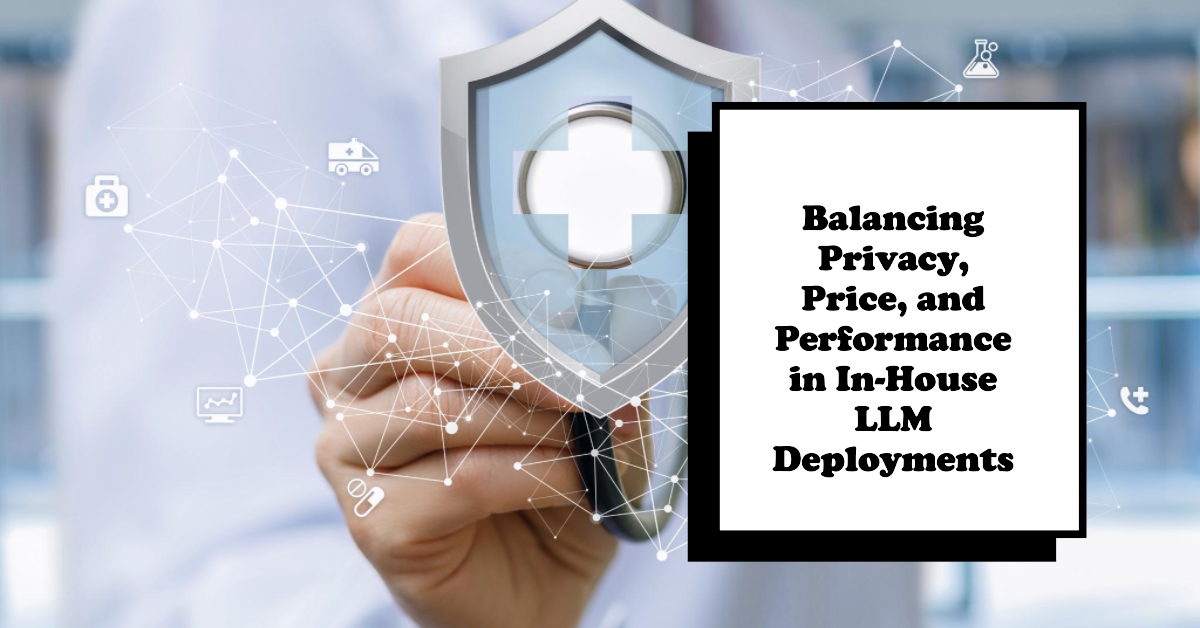 Balancing
Privacy,
Price, and
Performance
in In-House
LLM
Deployments